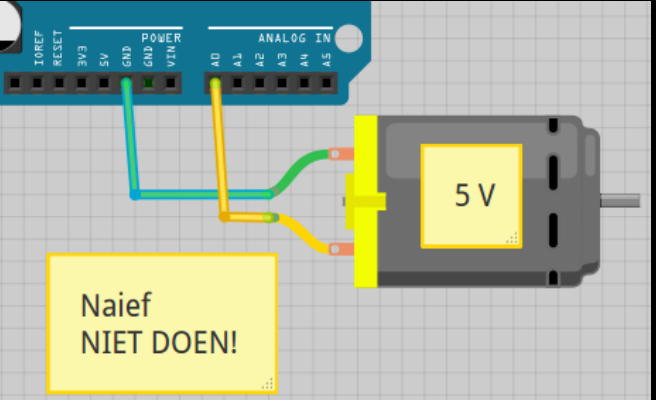 POWER
ANALOG IN
IOREF
RESET
3V3
5V
GND
GND
VIN
A0
A1
A2
A3
A4
A5
5 V
Naief
NIET DOEN!